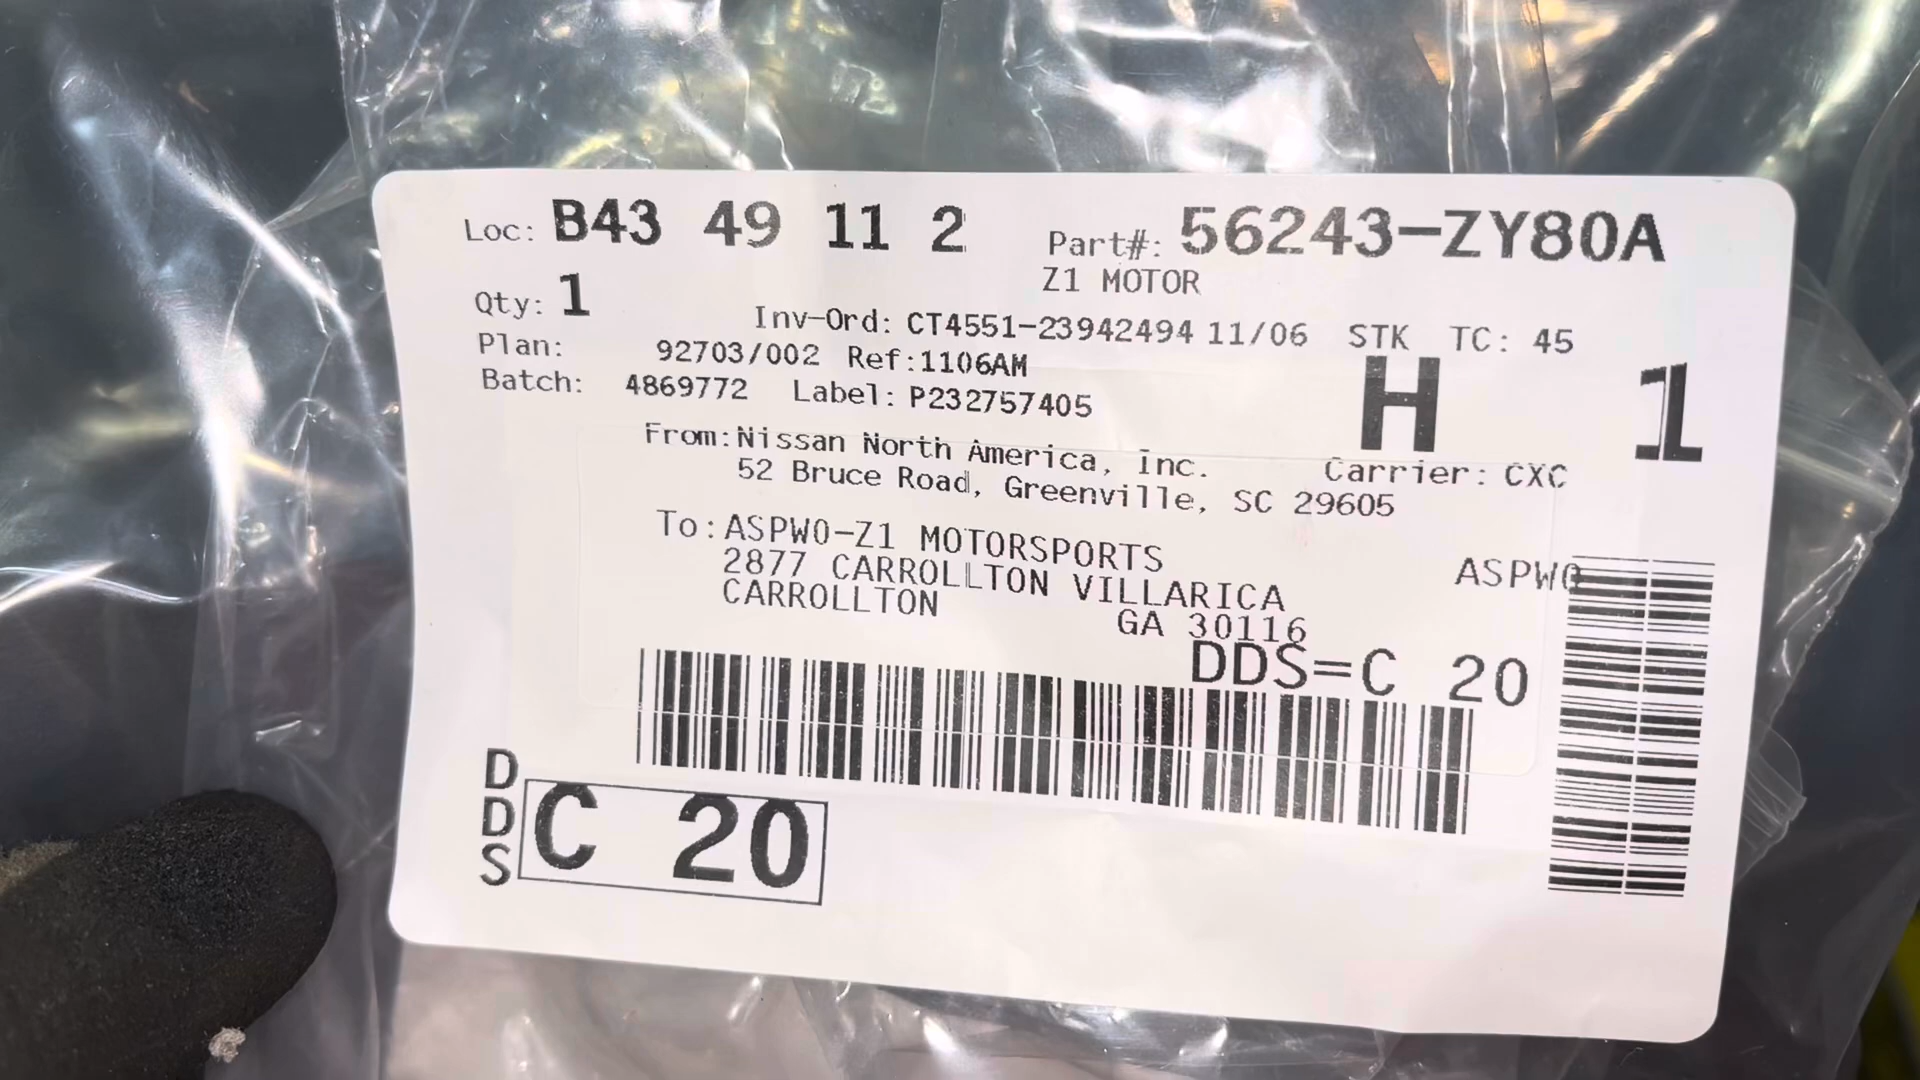 Loc: B43 49 11 2 Part#: 56243-ZY80A
Z1 MOTOR
Qty: 1
Inv-Ord: CT4551-23942494 11/06 STK TC: 45
Plan: 92703/002 Ref:1106AM
H 1
Batch: 4869772 Label: P232757405
From: Nissan North America, Inc. Carrier: CXC
52 Bruce Road, Greenville, SC 29605
To: ASPW0-Z1 MOTORSPORTS
2877 CARROLLTON VILLARICA ASPW0
CARROLLTON GA 30116
DDS=C 20
DDS C 20